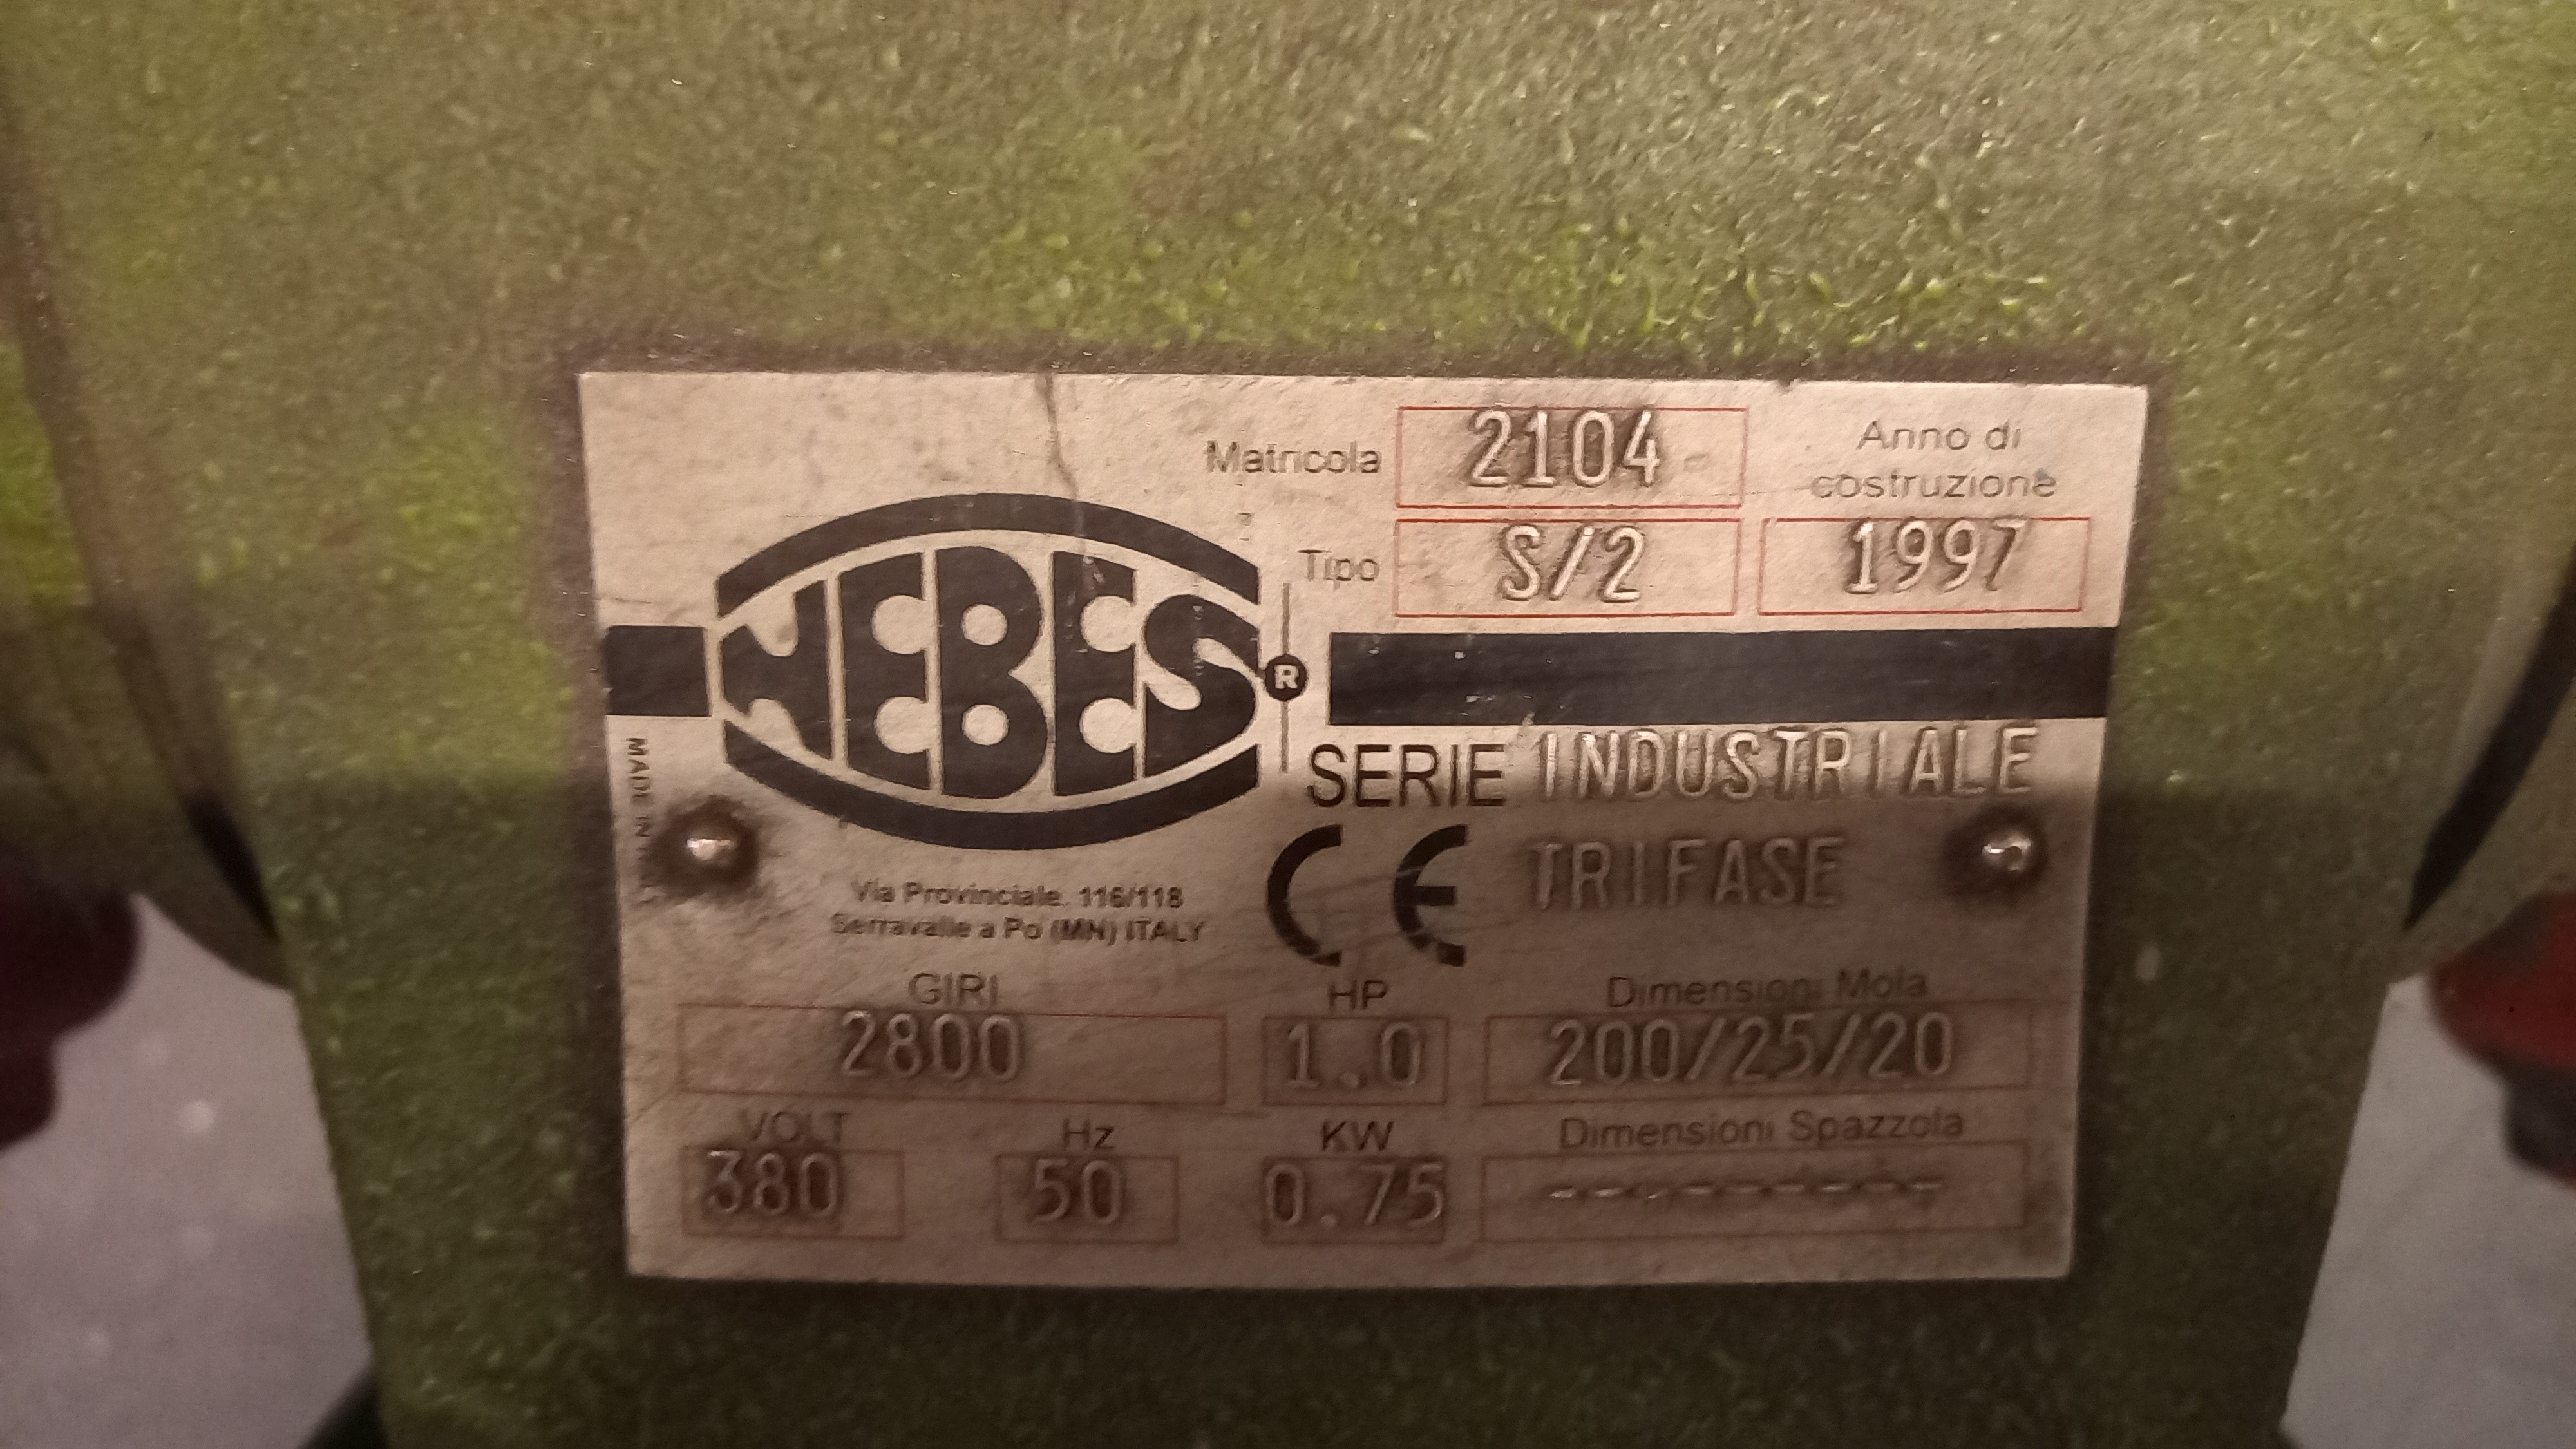 Matricola 2104
Anno di
costruzione
Tipo S/2 1997
HEBES ®
SERIE INDUSTRIALE
MADE IN
CE TRIFASE
Via Provinciale, 116/118
Serravalle a Po (MN) ITALY
GIRI HP Dimensioni Mola
2800 1.0 200/25/20
VOLT Hz KW Dimensioni Spazzola
380 50 0.75 ---------